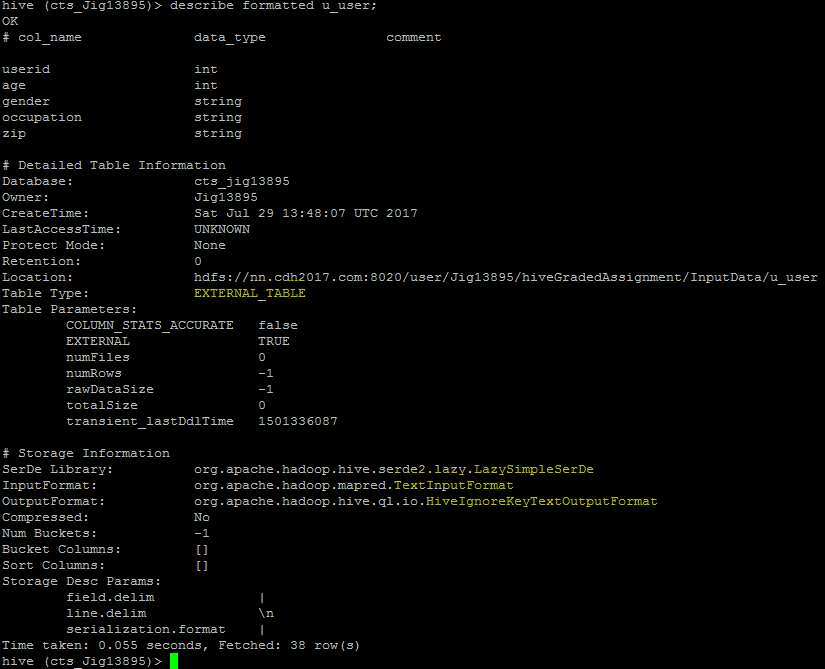 hive (cts_Jig13895)> describe formatted u_user;
OK
# col_name data_type comment
userid int
age int
gender string
occupation string
zip string
# Detailed Table Information
Database: cts_jig13895
Owner: Jig13895
CreateTime: Sat Jul 29 13:48:07 UTC 2017
LastAccessTime: UNKNOWN
Protect Mode: None
Retention: 0
Location: hdfs://nn.cdh2017.com:8020/user/Jig13895/hiveGradedAssignment/InputData/u_user
Table Type: EXTERNAL_TABLE
Table Parameters:
COLUMN_STATS_ACCURATE false
EXTERNAL TRUE
numFiles 0
numRows -1
rawDataSize -1
totalSize 0
transient_lastDdlTime 1501336087
# Storage Information
SerDe Library: org.apache.hadoop.hive.serde2.lazy.LazySimpleSerDe
InputFormat: org.apache.hadoop.mapred.TextInputFormat
OutputFormat: org.apache.hadoop.hive.ql.io.HiveIgnoreKeyTextOutputFormat
Compressed: No
Num Buckets: -1
Bucket Columns: []
Sort Columns: []
Storage Desc Params:
field.delim |
line.delim \n
serialization.format |
Time taken: 0.055 seconds, Fetched: 38 row(s)
hive (cts_Jig13895)>